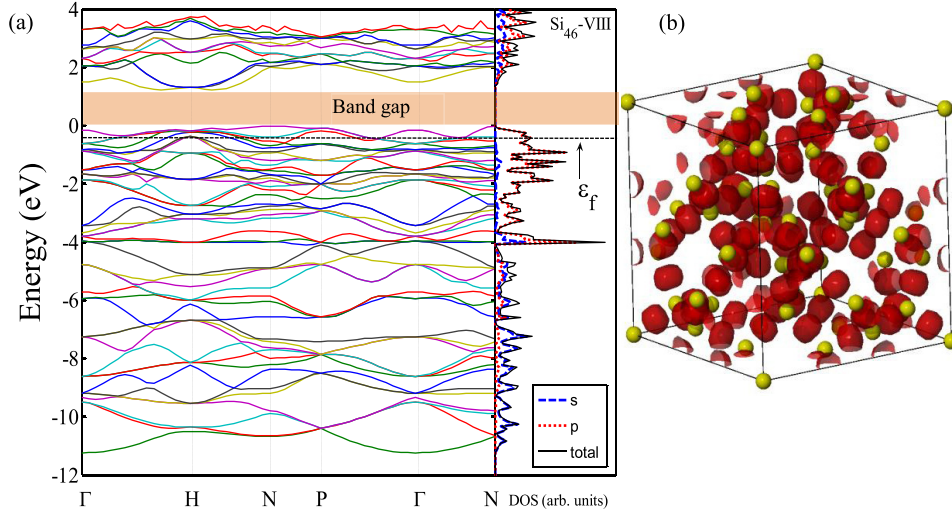 (a)
Si46-VIII
(b)
Energy (eV)
4
2
0
-2
-4
-6
-8
-10
-12
Band gap
εf
s
p
total
Γ H N P Γ N
DOS (arb. units)